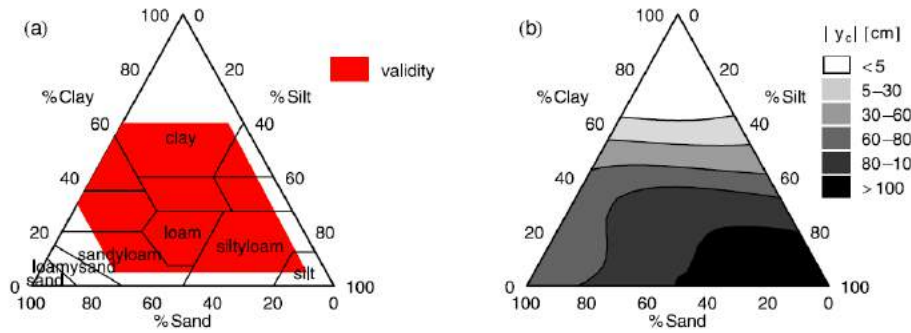 (a)
100
0
validity
80
20
%Clay
%Silt
60
clay
40
40
60
loam
siltyloam
20
sandyloam
80
loamysand
sand
silt
0
100
100
80
60
40
20
0
%Sand
(b)
100
0
| y_c | [cm]
< 5
5–30
30–60
60–80
80–10
> 100
80
20
%Clay
%Silt
60
40
40
60
20
80
0
100
100
80
60
40
20
0
%Sand